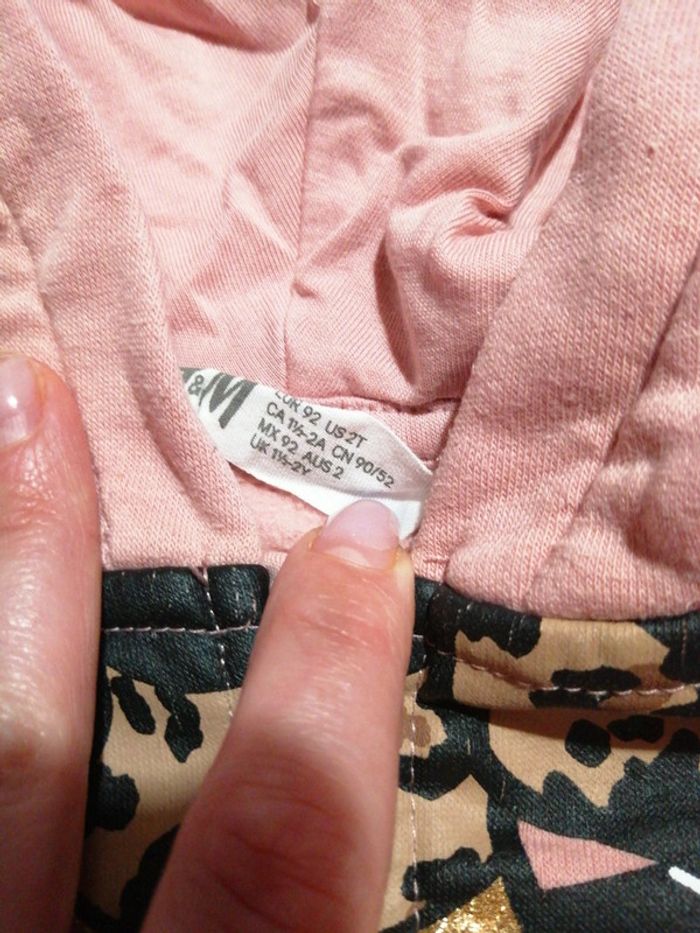 &M
EUR 92 US 2T
CA 1½-2A CN 90/52
MX 92 AUS 2
UK 1½-2Y